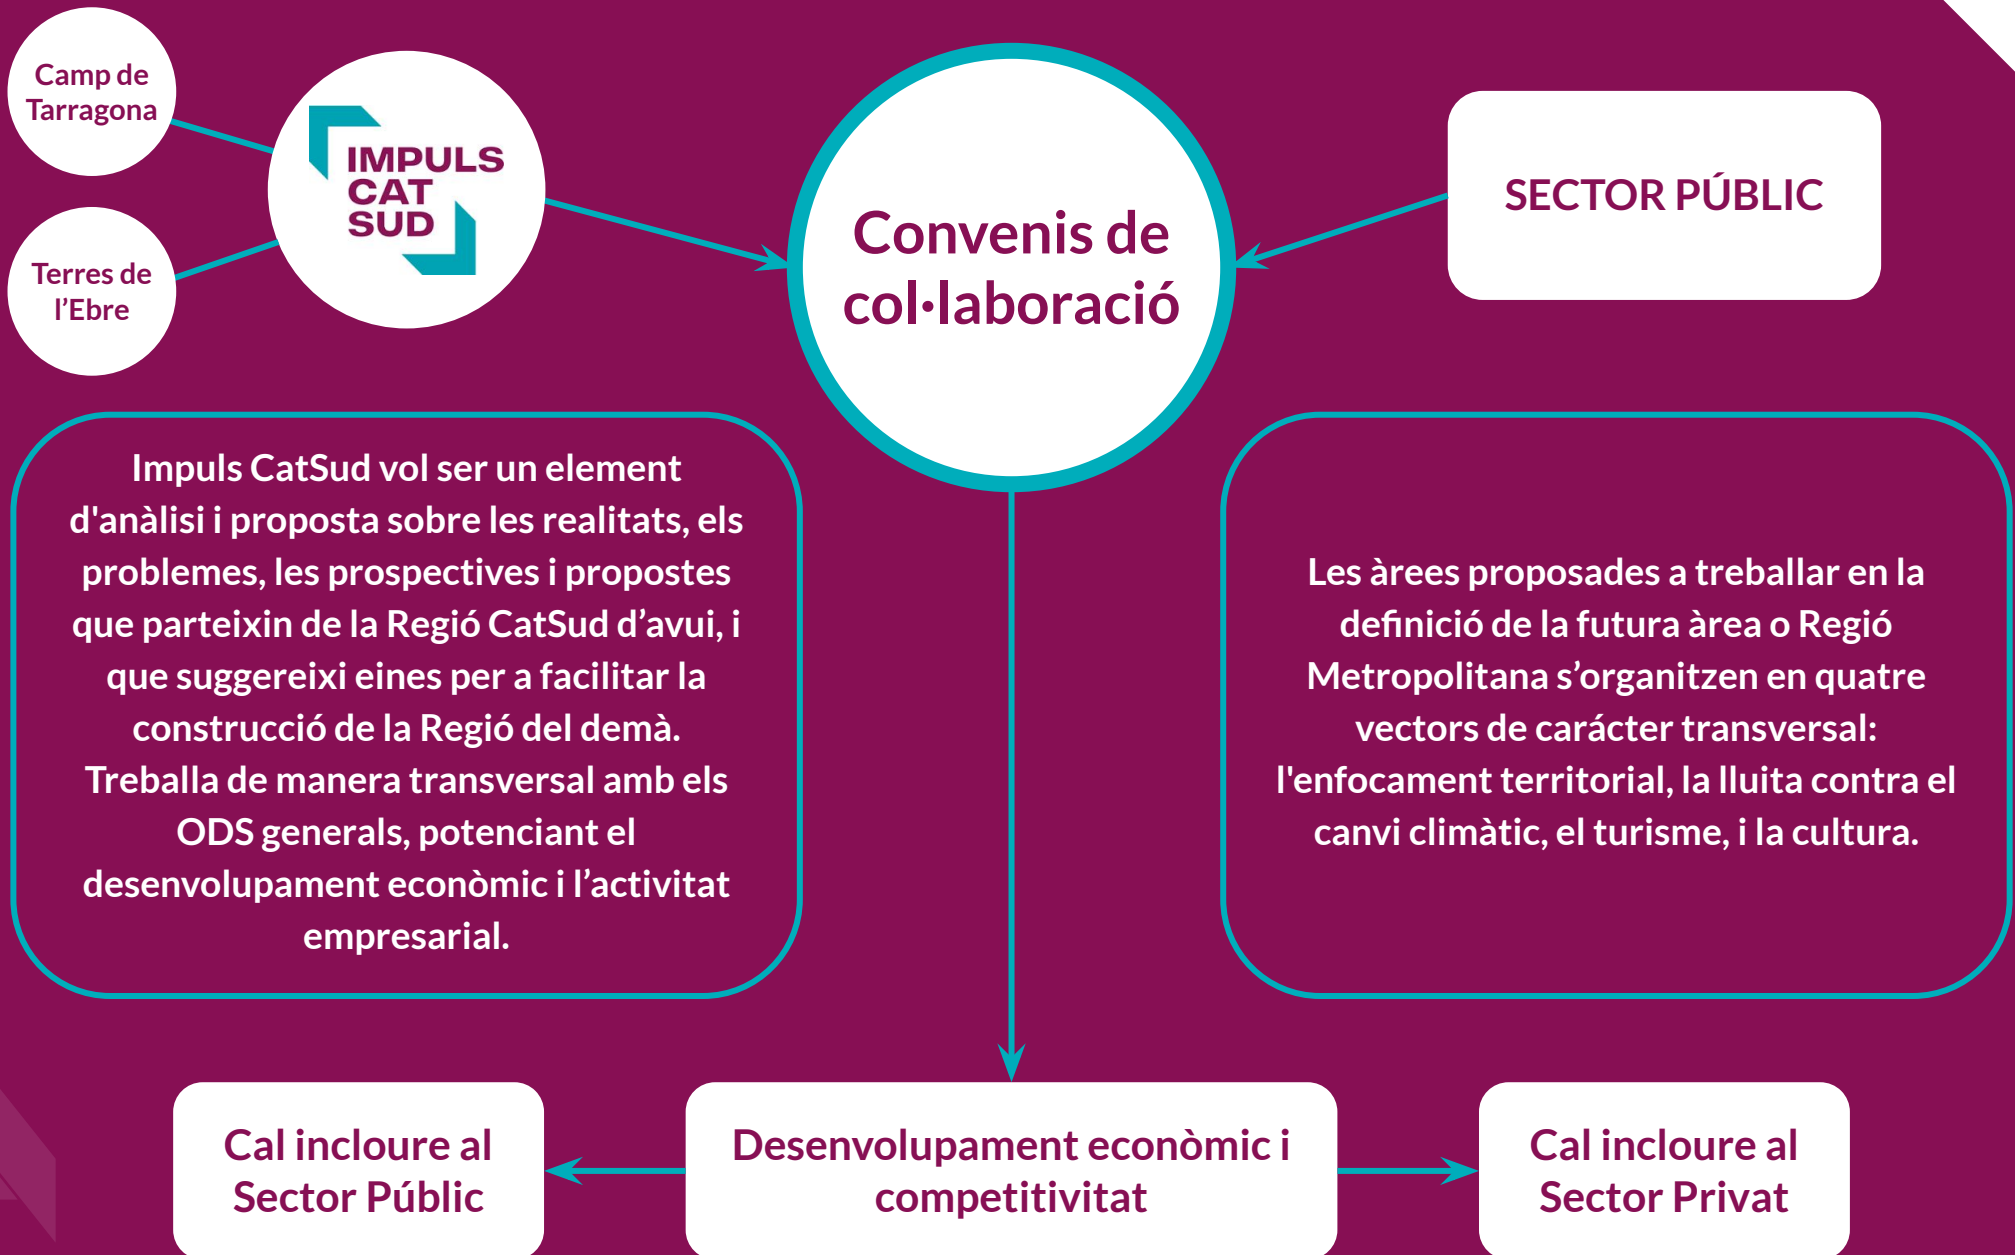 Camp de
Tarragona
IMPULS
CAT
SUD
Terres de
l’Ebre
Convenis de
col·laboració
SECTOR PÚBLIC
Impuls CatSud vol ser un element
d'anàlisi i proposta sobre les realitats, els
problemes, les prospectives i propostes
que parteixin de la Regió CatSud d’avui, i
que suggereixi eines per a facilitar la
construcció de la Regió del demà.
Treballa de manera transversal amb els
ODS generals, potenciant el
desenvolupament econòmic i l’activitat
empresarial.
Les àrees proposades a treballar en la
definició de la futura àrea o Regió
Metropolitana s’organitzen en quatre
vectors de carácter transversal:
l'enfocament territorial, la lluita contra el
canvi climàtic, el turisme, i la cultura.
Cal incloure al
Sector Públic
Desenvolupament econòmic i
competitivitat
Cal incloure al
Sector Privat